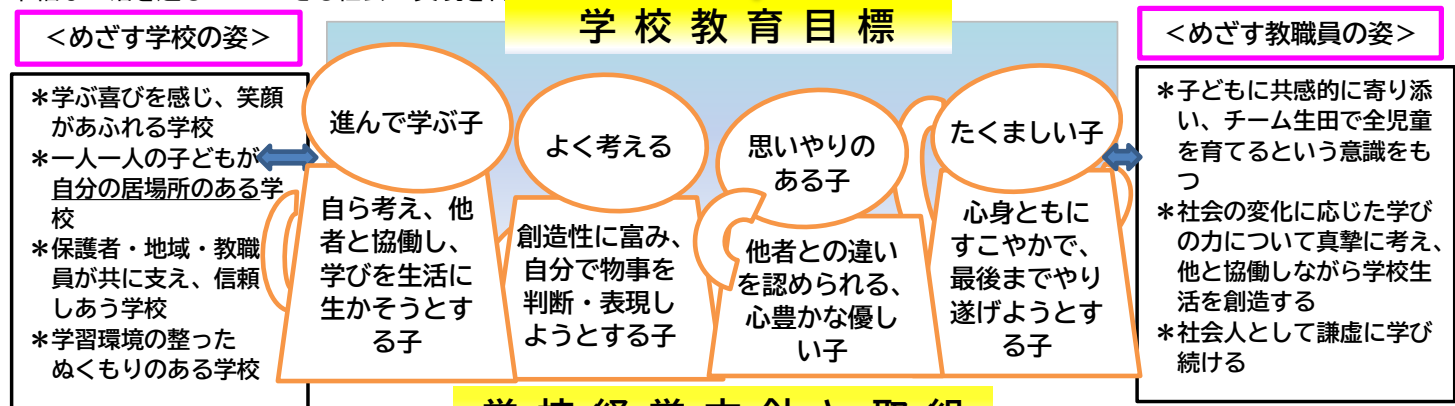 学校教育目標
<めざす学校の姿>
*学ぶ喜びを感じ、笑顔
があふれる学校
*一人一人の子どもが
自分の居場所のある学
校
*保護者・地域・教職
員が共に支え、信頼
しあう学校
*学習環境の整った
ぬくもりのある学校
進んで学ぶ子
自ら考え、他
者と協働し、
学びを生活に
生かそうとす
る子
よく考える
創造性に富み、
自分で物事を
判断・表現し
ようとする子
思いやりの
ある子
他者との違い
を認められる、
心豊かな優し
い子
たくましい子
心身ともに
すこやかで、
最後までやり
遂げようとす
る子
<めざす教職員の姿>
*子どもに共感的に寄り添
い、チーム生田で全児童
を育てるという意識をも
つ
*社会の変化に応じた学び
の力について真摯に考え、
他と協働しながら学校生
活を創造する
*社会人として謙虚に学び
続ける